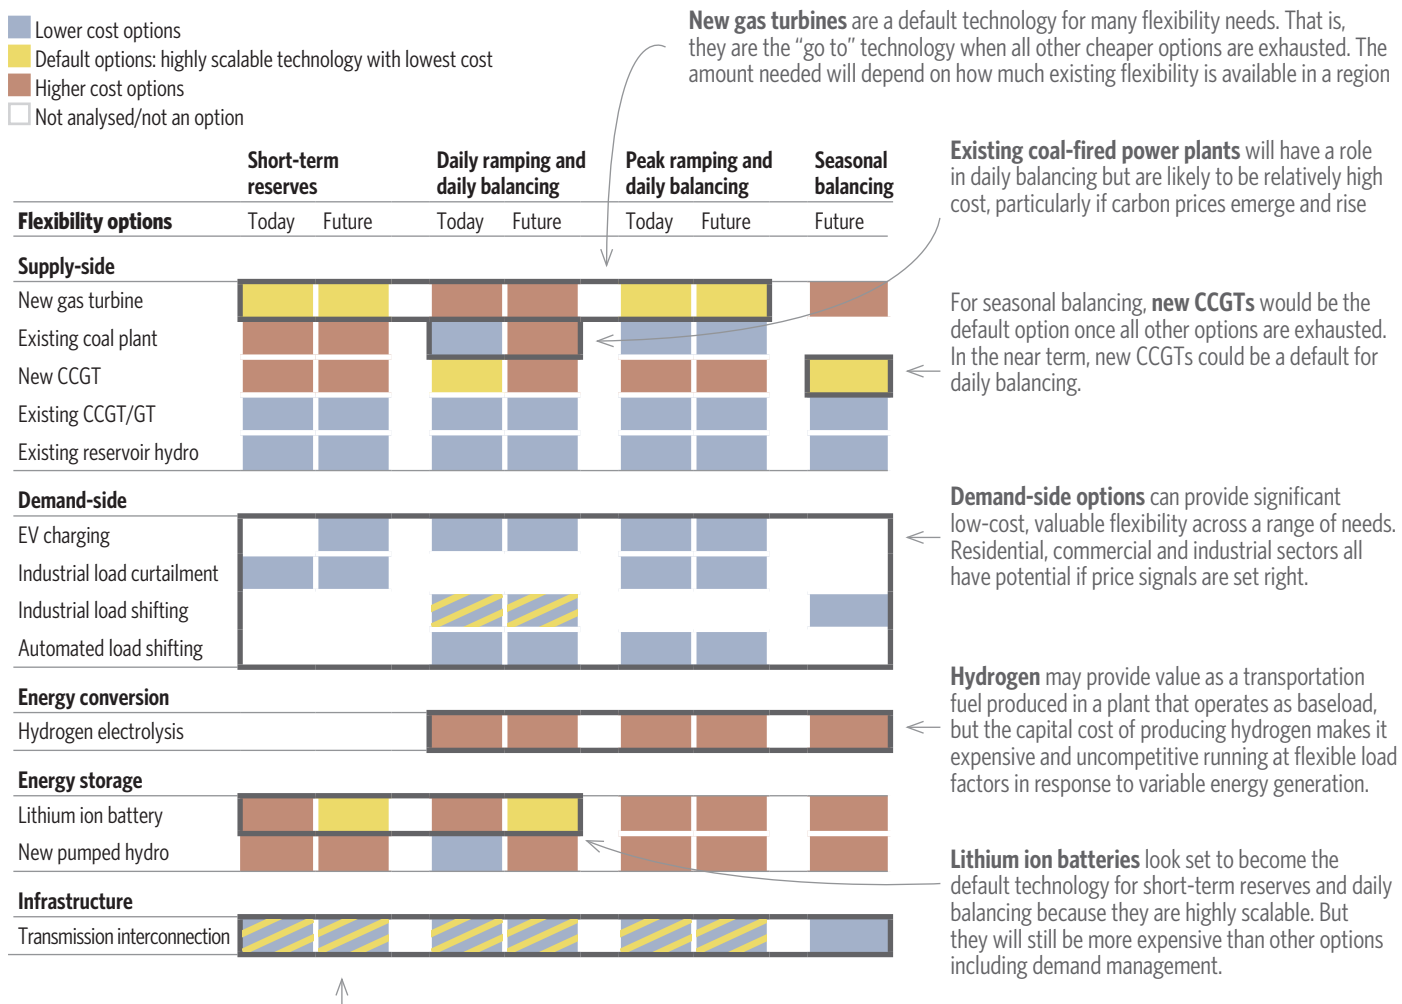 Lower cost options
Default options: highly scalable technology with lowest cost
Higher cost options
Not analysed/not an option
New gas turbines are a default technology for many flexibility needs. That is,
they are the “go to” technology when all other cheaper options are exhausted. The
amount needed will depend on how much existing flexibility is available in a region
Short-term reserves
Daily ramping and daily balancing
Peak ramping and daily balancing
Seasonal balancing
Flexibility options Today Future Today Future Today Future Future
Supply-side
New gas turbine
Existing coal plant
New CCGT
Existing CCGT/GT
Existing reservoir hydro
Demand-side
EV charging
Industrial load curtailment
Industrial load shifting
Automated load shifting
Energy conversion
Hydrogen electrolysis
Energy storage
Lithium ion battery
New pumped hydro
Infrastructure
Transmission interconnection
Existing coal-fired power plants will have a role
in daily balancing but are likely to be relatively high
cost, particularly if carbon prices emerge and rise
For seasonal balancing, new CCGTs would be the
default option once all other options are exhausted.
In the near term, new CCGTs could be a default for
daily balancing.
Demand-side options can provide significant
low-cost, valuable flexibility across a range of needs.
Residential, commercial and industrial sectors all
have potential if price signals are set right.
Hydrogen may provide value as a transportation
fuel produced in a plant that operates as baseload,
but the capital cost of producing hydrogen makes it
expensive and uncompetitive running at flexible load
factors in response to variable energy generation.
Lithium ion batteries look set to become the
default technology for short-term reserves and daily
balancing because they are highly scalable. But
they will still be more expensive than other options
including demand management.